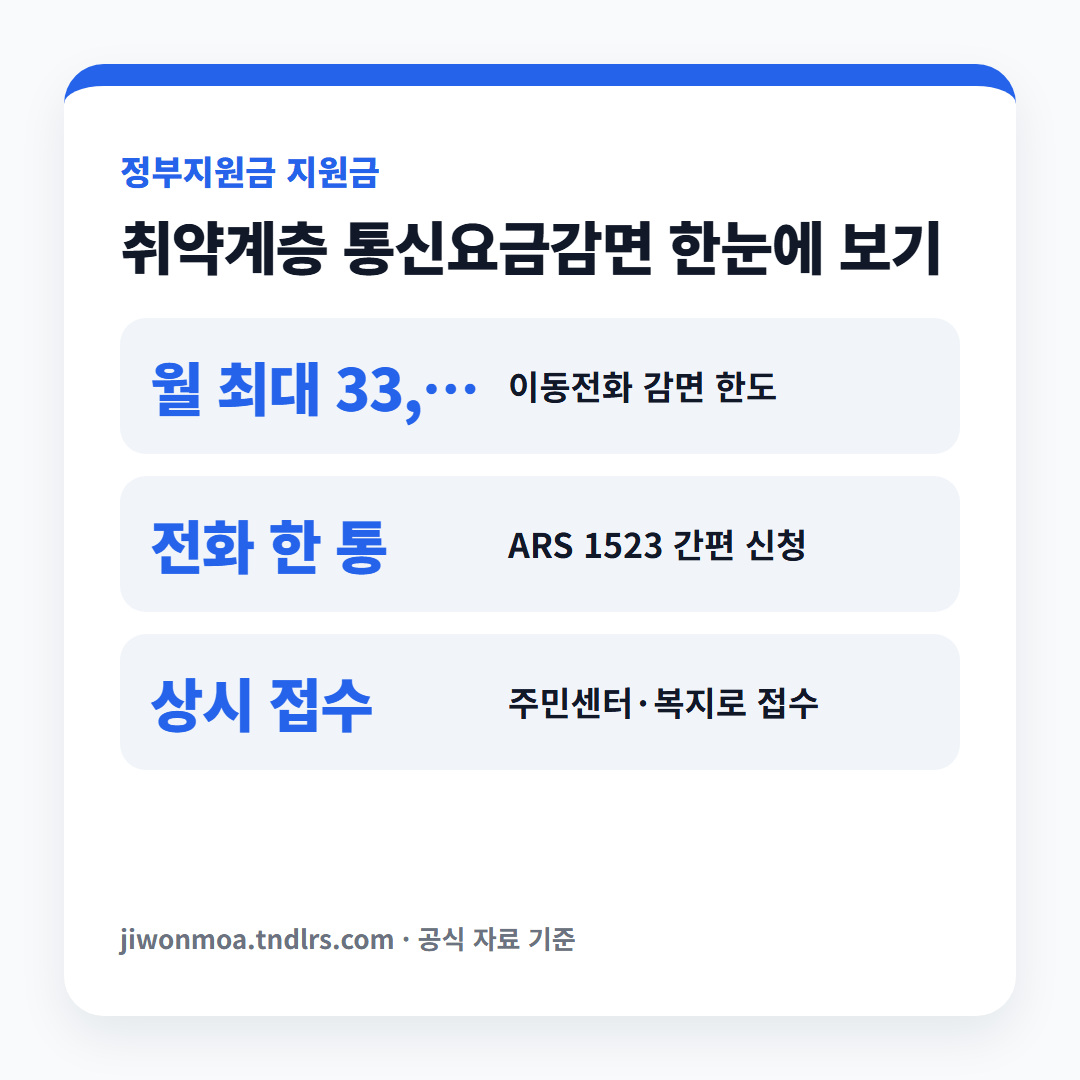 정부지원금 지원금
취약계층 통신요금감면 한눈에 보기
월 최대 33,… 이동전화 감면 한도
전화 한 통 ARS 1523 간편 신청
상시 접수 주민센터·복지로 접수
jiwonmoa.tndlrs.com · 공식 자료 기준